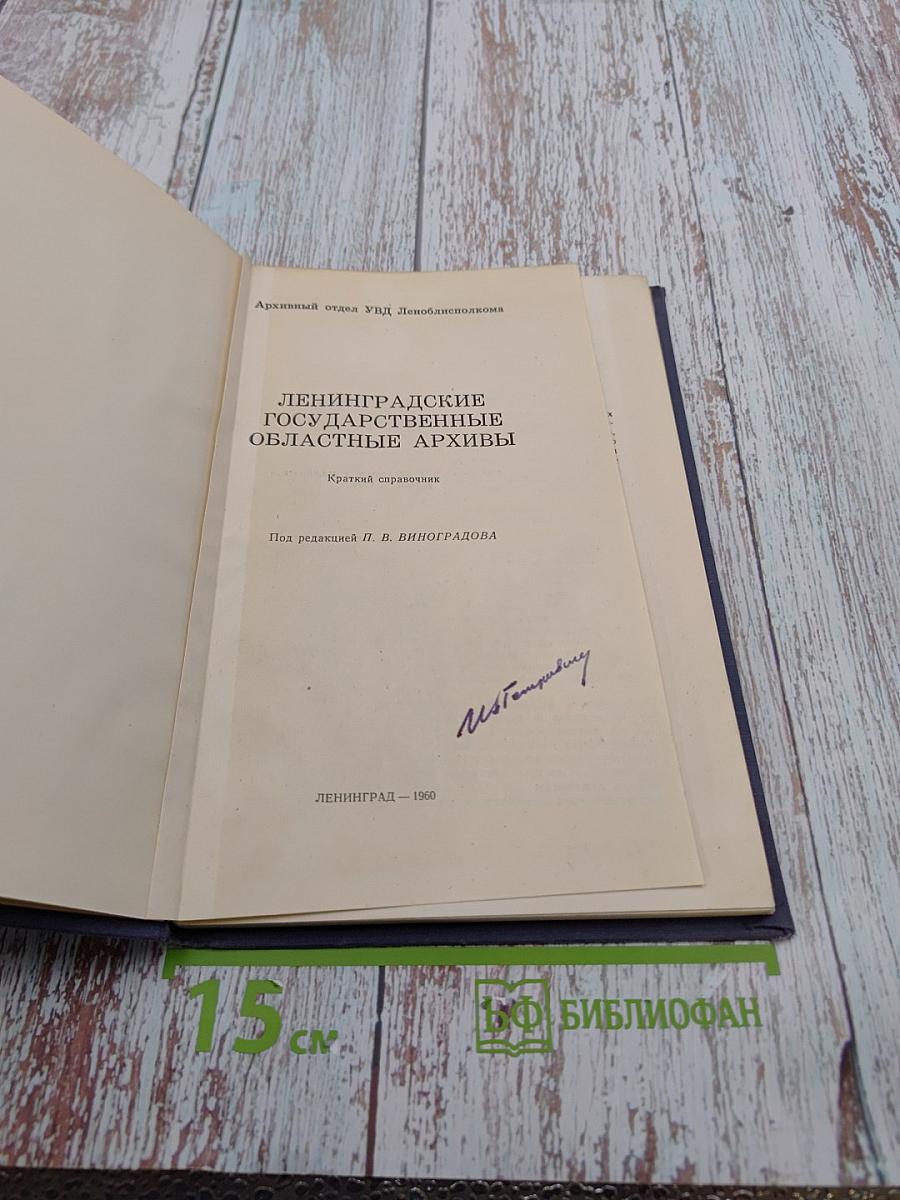 Архивный отдел УВД Леноблисполкома
ЛЕНИНГРАДСКИЕ
ГОСУДАРСТВЕННЫЕ
ОБЛАСТНЫЕ АРХИВЫ
Краткий справочник
Под редакцией П. В. ВИНОГРАДОВА
ЛЕНИНГРАД — 1960
15 см
БФ БИБЛИОФАН